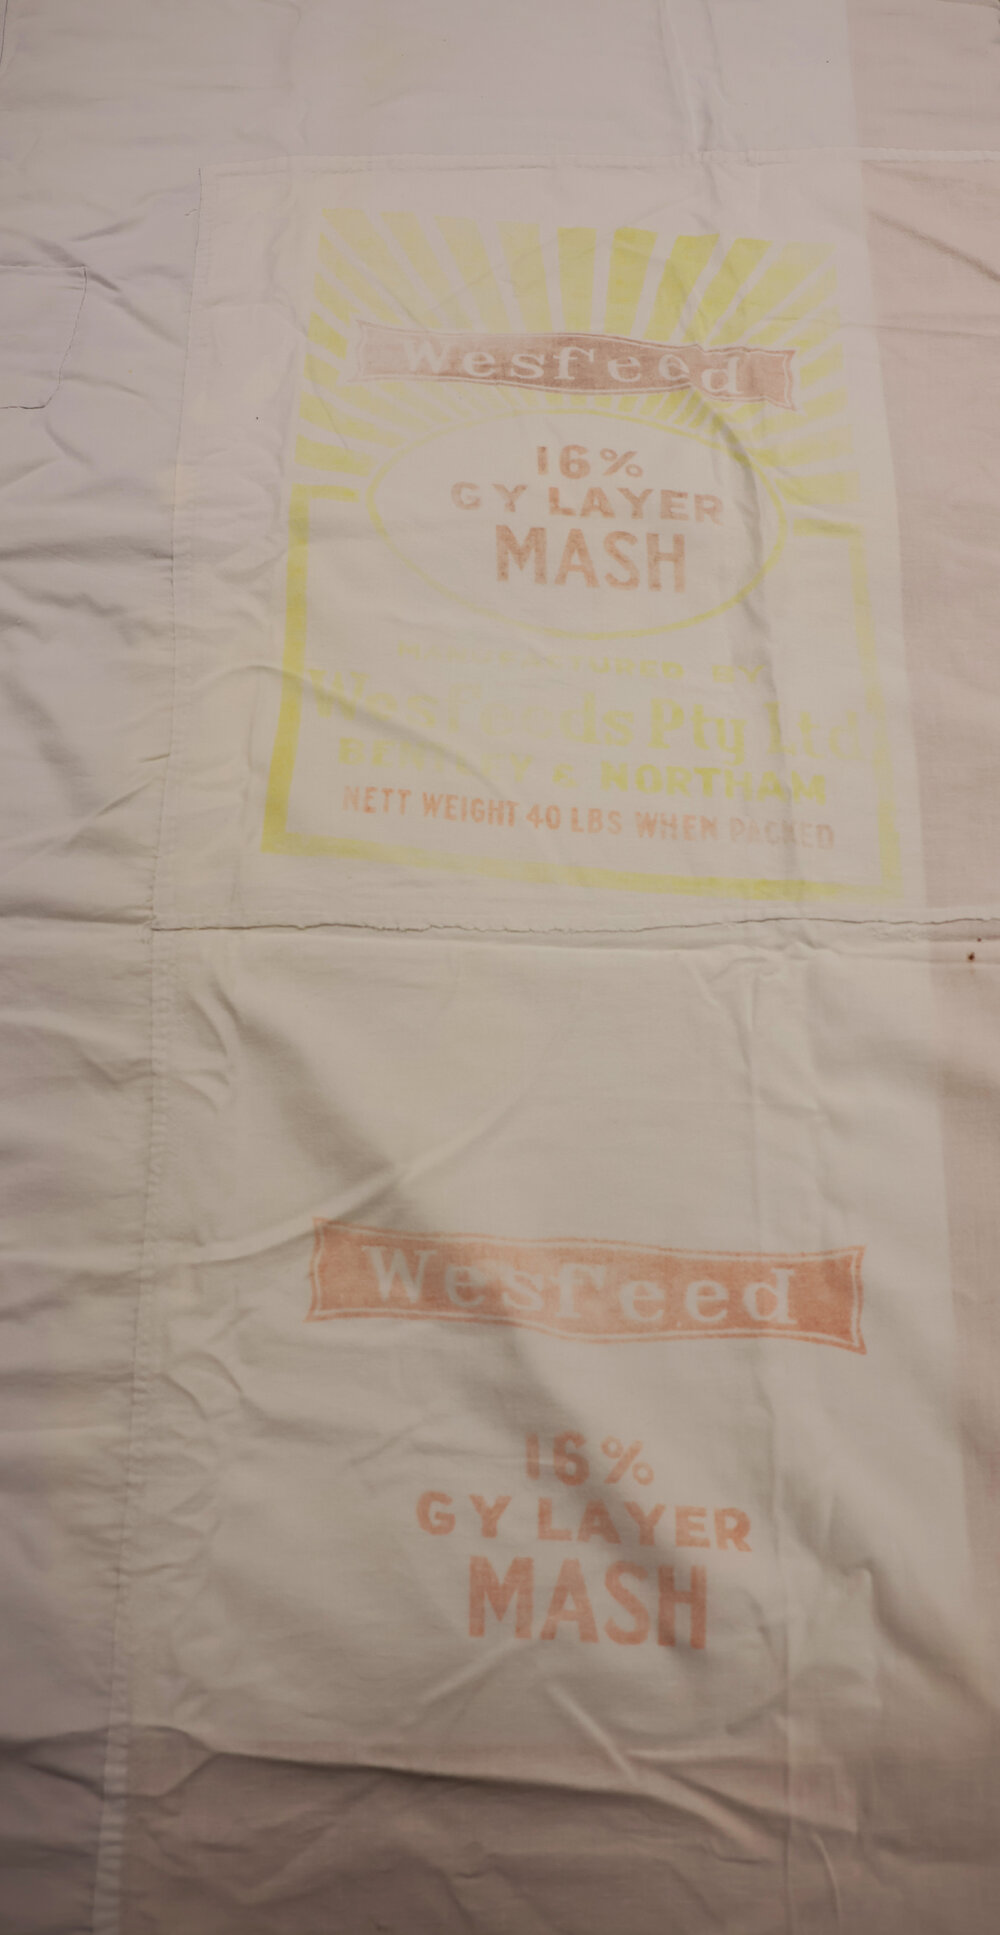 Wesfeed
16%
GY LAYER
MASH
MANUFACTURED BY
Wesfeeds Pty Ltd
BENTLEY & NORTHAM
NETT WEIGHT 40 LBS WHEN PACKED
Wesfeed
16%
GY LAYER
MASH